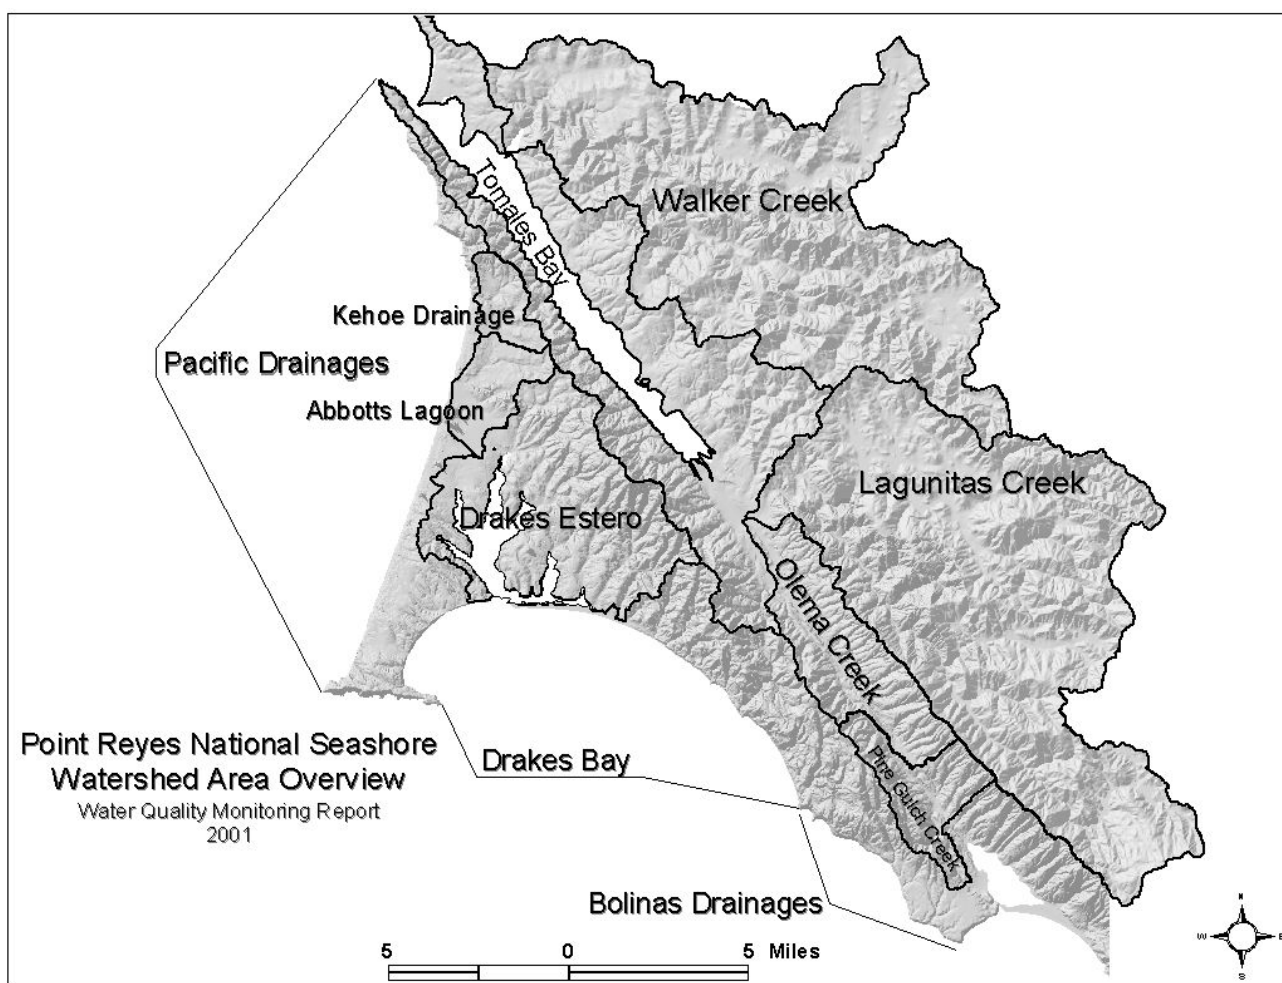 Tomales Bay
Walker Creek
Kehoe Drainage
Pacific Drainages
Abbotts Lagoon
Lagunitas Creek
Drakes Estero
Olema Creek
Point Reyes National Seashore
Watershed Area Overview
Water Quality Monitoring Report
2001
Drakes Bay
Pine Gulch Creek
Bolinas Drainages
5 0 5 Miles
N
W E
S